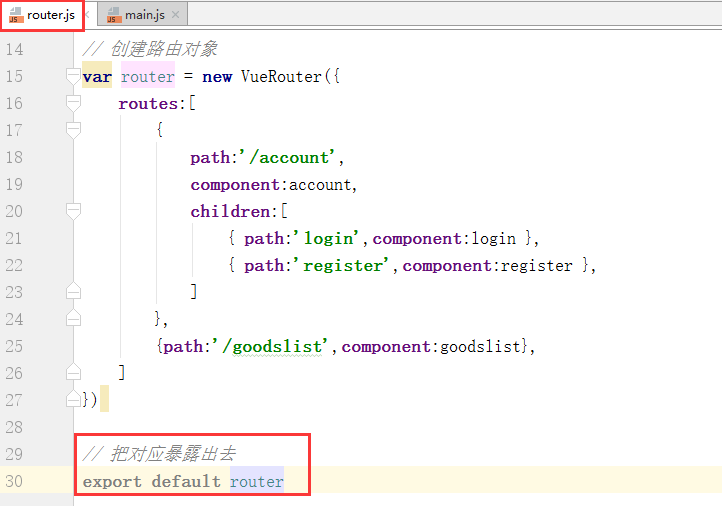 router.js × main.js ×
14 // 创建路由对象
15 var router = new VueRouter({
16 routes:[
17 {
18 path:'/account',
19 component:account,
20 children:[
21 { path:'login',component:login },
22 { path:'register',component:register },
23 ]
24 },
25 {path:'/goodslist',component:goodslist},
26 ]
27 })
28
29 // 把对应暴露出去
30 export default router